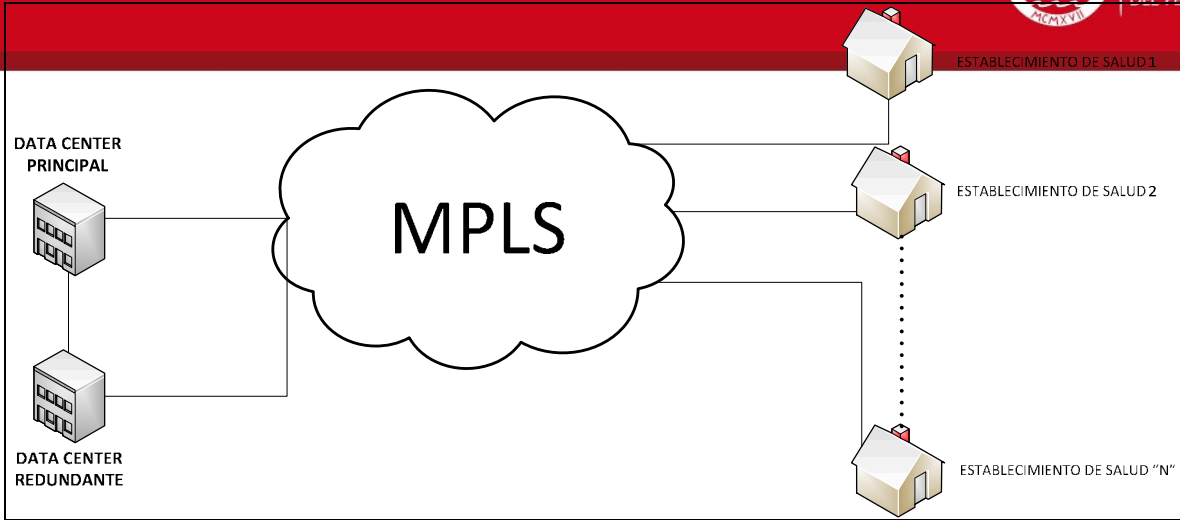 MCMXVII
ESTABLECIMIENTO DE SALUD 1
DATA CENTER
PRINCIPAL
ESTABLECIMIENTO DE SALUD 2
MPLS
DATA CENTER
REDUNDANTE
ESTABLECIMIENTO DE SALUD “N”